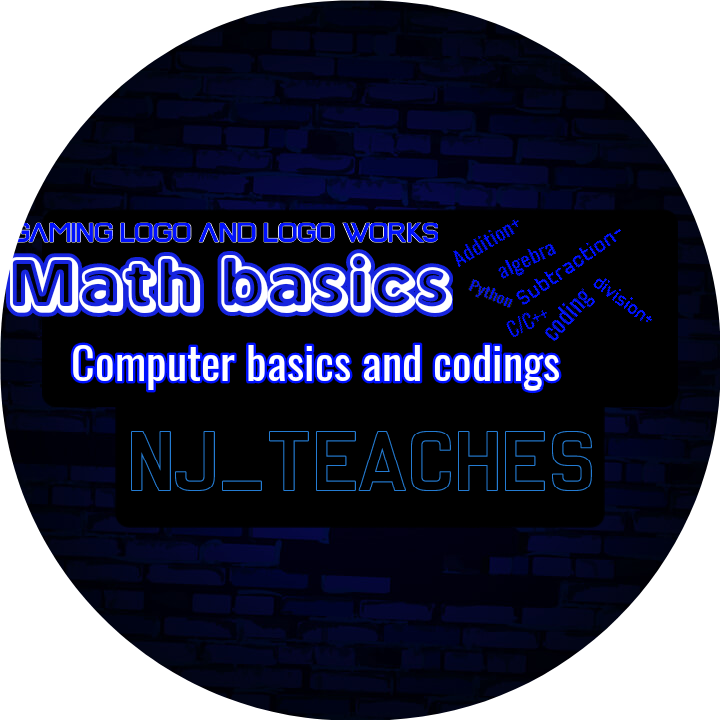 GAMING LOGO AND LOGO WORKS
Math basics
Addition+
algebra
Subtraction-
Python
C/C++
coding
division÷
Computer basics and codings
NJ_TEACHES